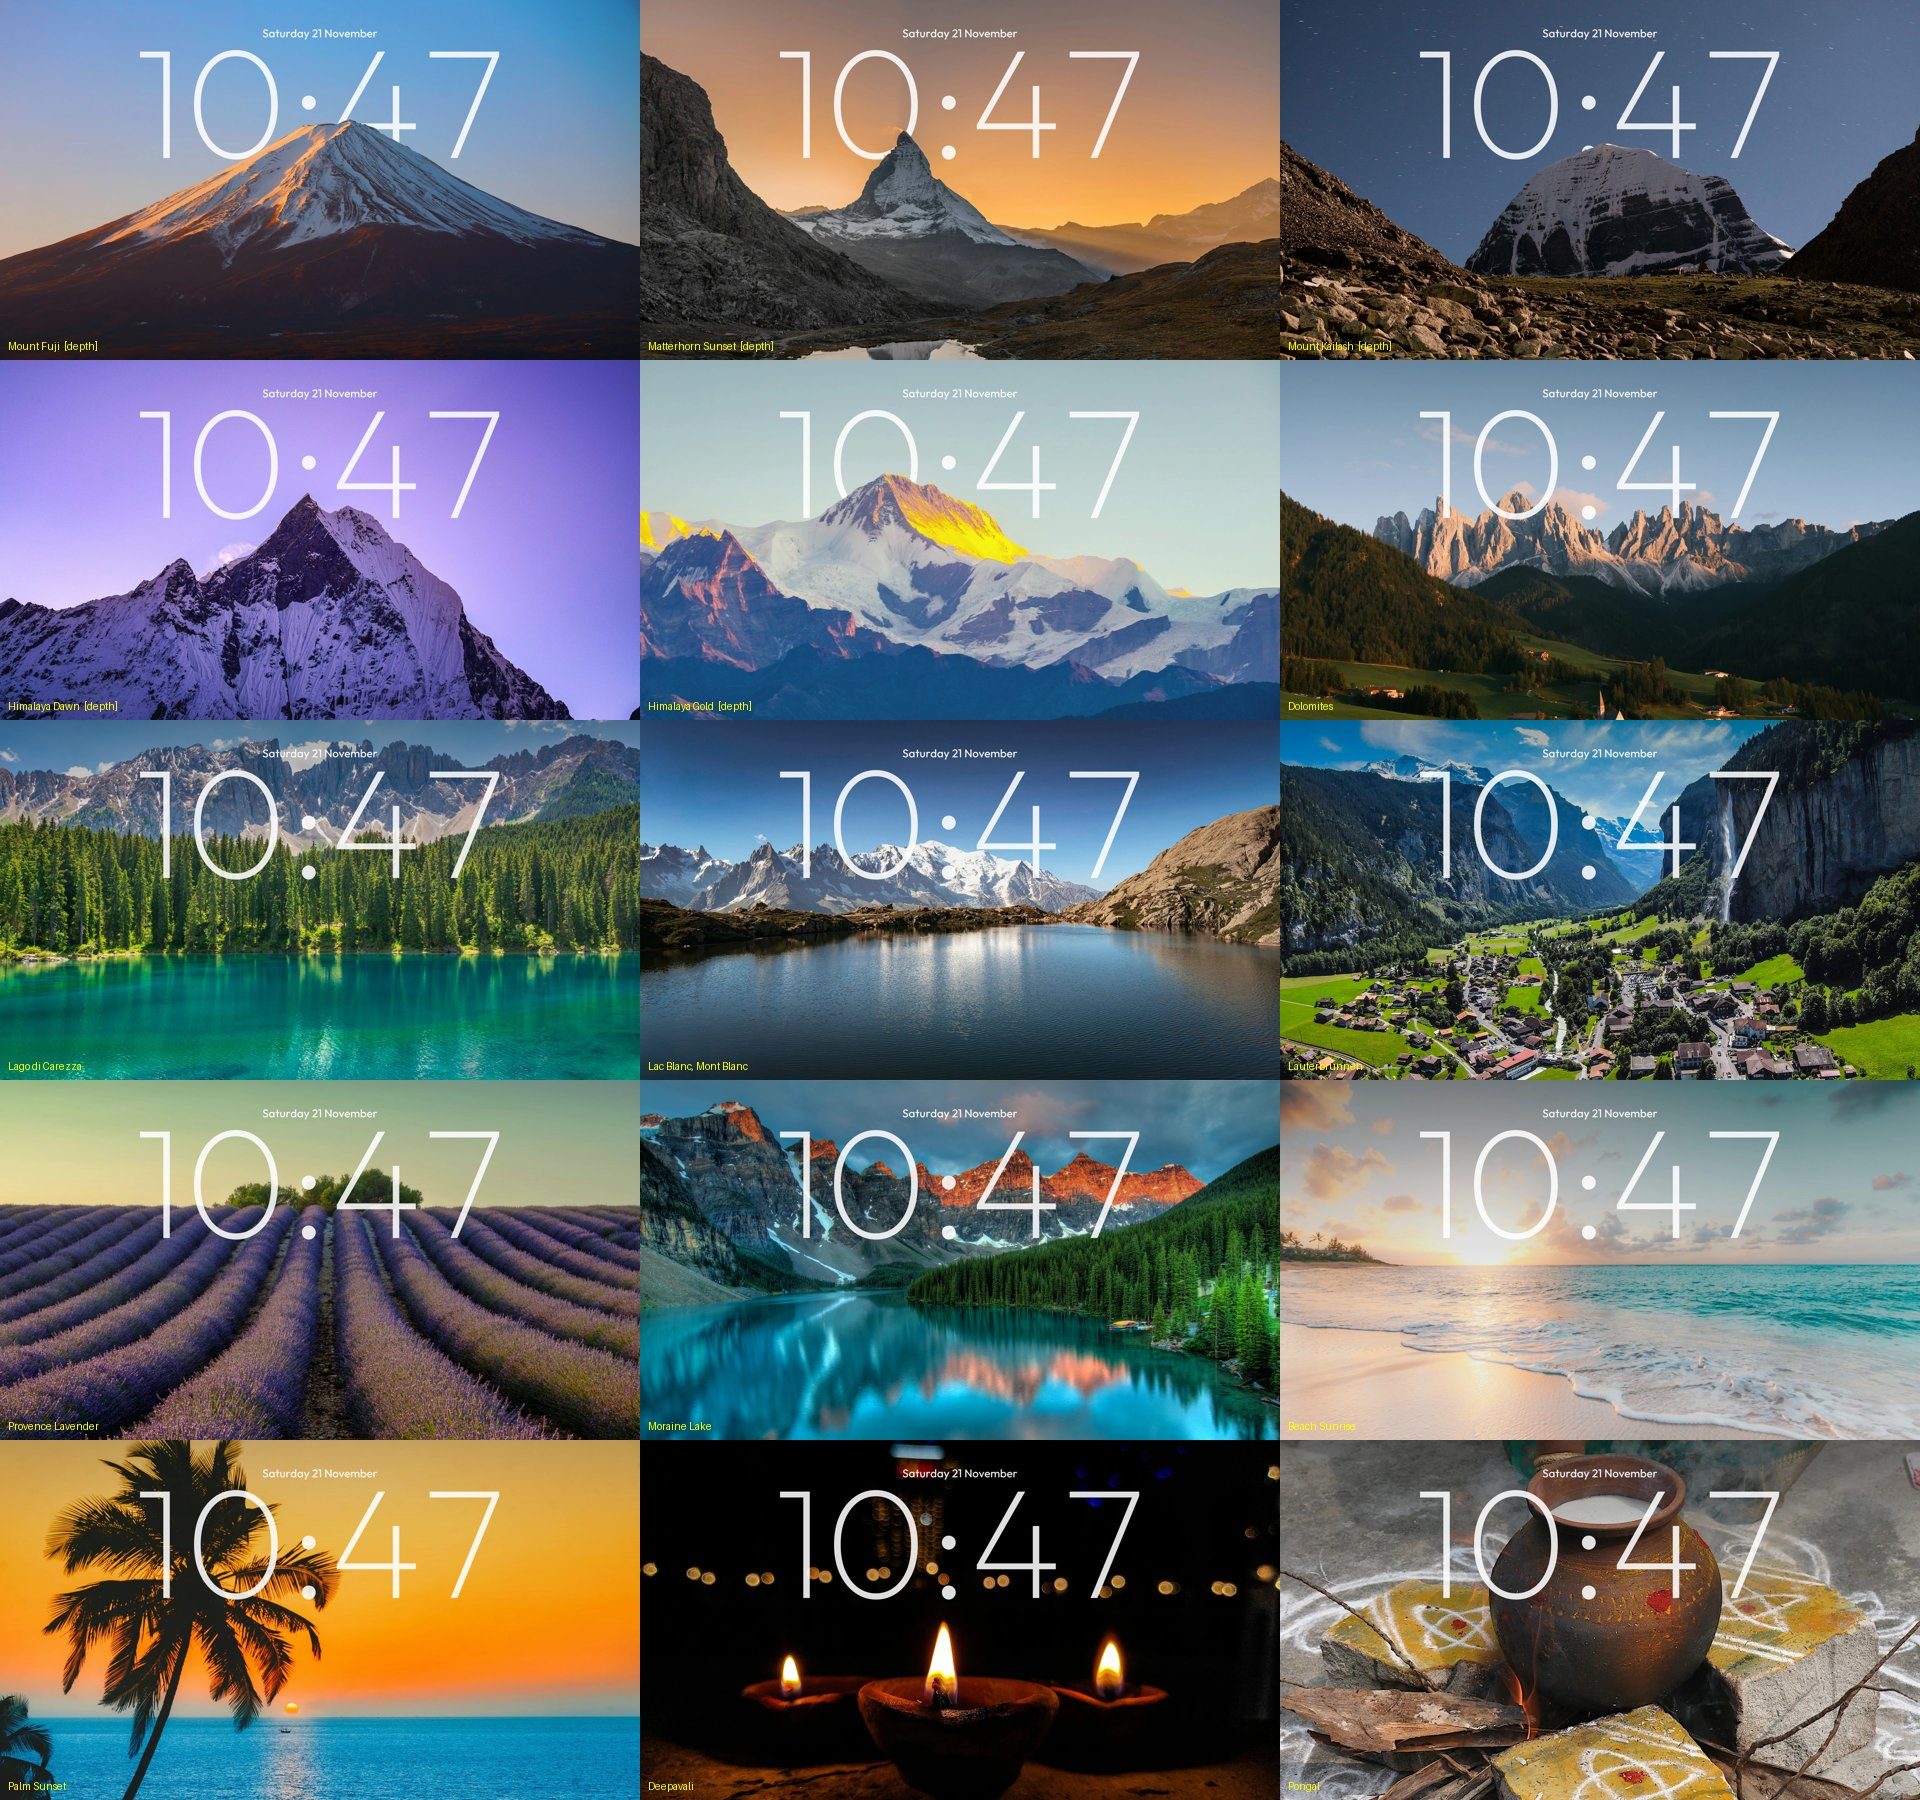 Saturday 21 November
10:47
Mount Fuji [depth]
Saturday 21 November
10:47
Matterhorn Sunset [depth]
Saturday 21 November
10:47
Mount Kailash [depth]
Saturday 21 November
10:47
Himalaya Dawn [depth]
Saturday 21 November
10:47
Himalaya Gold [depth]
Saturday 21 November
10:47
Dolomites
Saturday 21 November
10:47
Lago di Carezza
Saturday 21 November
10:47
Lac Blanc, Mont Blanc
Saturday 21 November
10:47
Lauterbrunnen
Saturday 21 November
10:47
Provence Lavender
Saturday 21 November
10:47
Moraine Lake
Saturday 21 November
10:47
Beach Sunrise
Saturday 21 November
10:47
Palm Sunset
Saturday 21 November
10:47
Deepavali
Saturday 21 November
10:47
Pongal